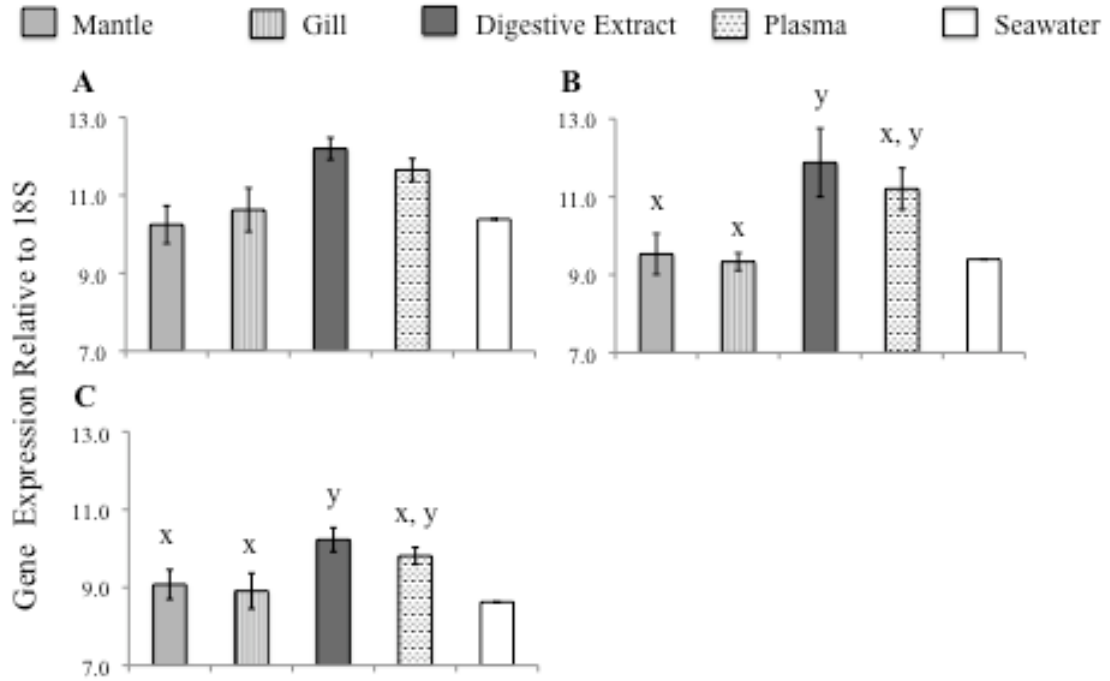 Mantle Gill Digestive Extract Plasma Seawater
Gene Expression Relative to 18S
A
13.0
11.0
9.0
7.0
B
13.0
11.0
9.0
7.0
x
x
y
x, y
C
13.0
11.0
9.0
7.0
x
x
y
x, y